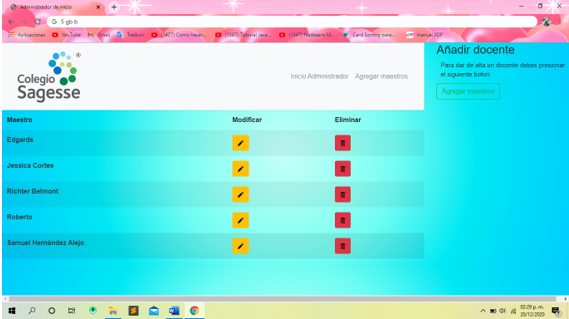 Administrador de inicio
G 5 gb b
Aplicaciones YouTube Gmail Traducir (427) Como hacer... (1567) Tutorial Java... (1567) Netbeans M... Card Sorting para... manual.PDF
Colegio
Sagesse
Inicio Administrador Agregar maestros
Añadir docente
Para dar de alta un docente debes presionar
el siguiente boton:
Agregar maestros
Maestro Modificar Eliminar
Edgards
Jessica Cortes
Richter Belmont
Roberto
Samuel Hernández Alejo
02:29 p. m.
20/12/2020